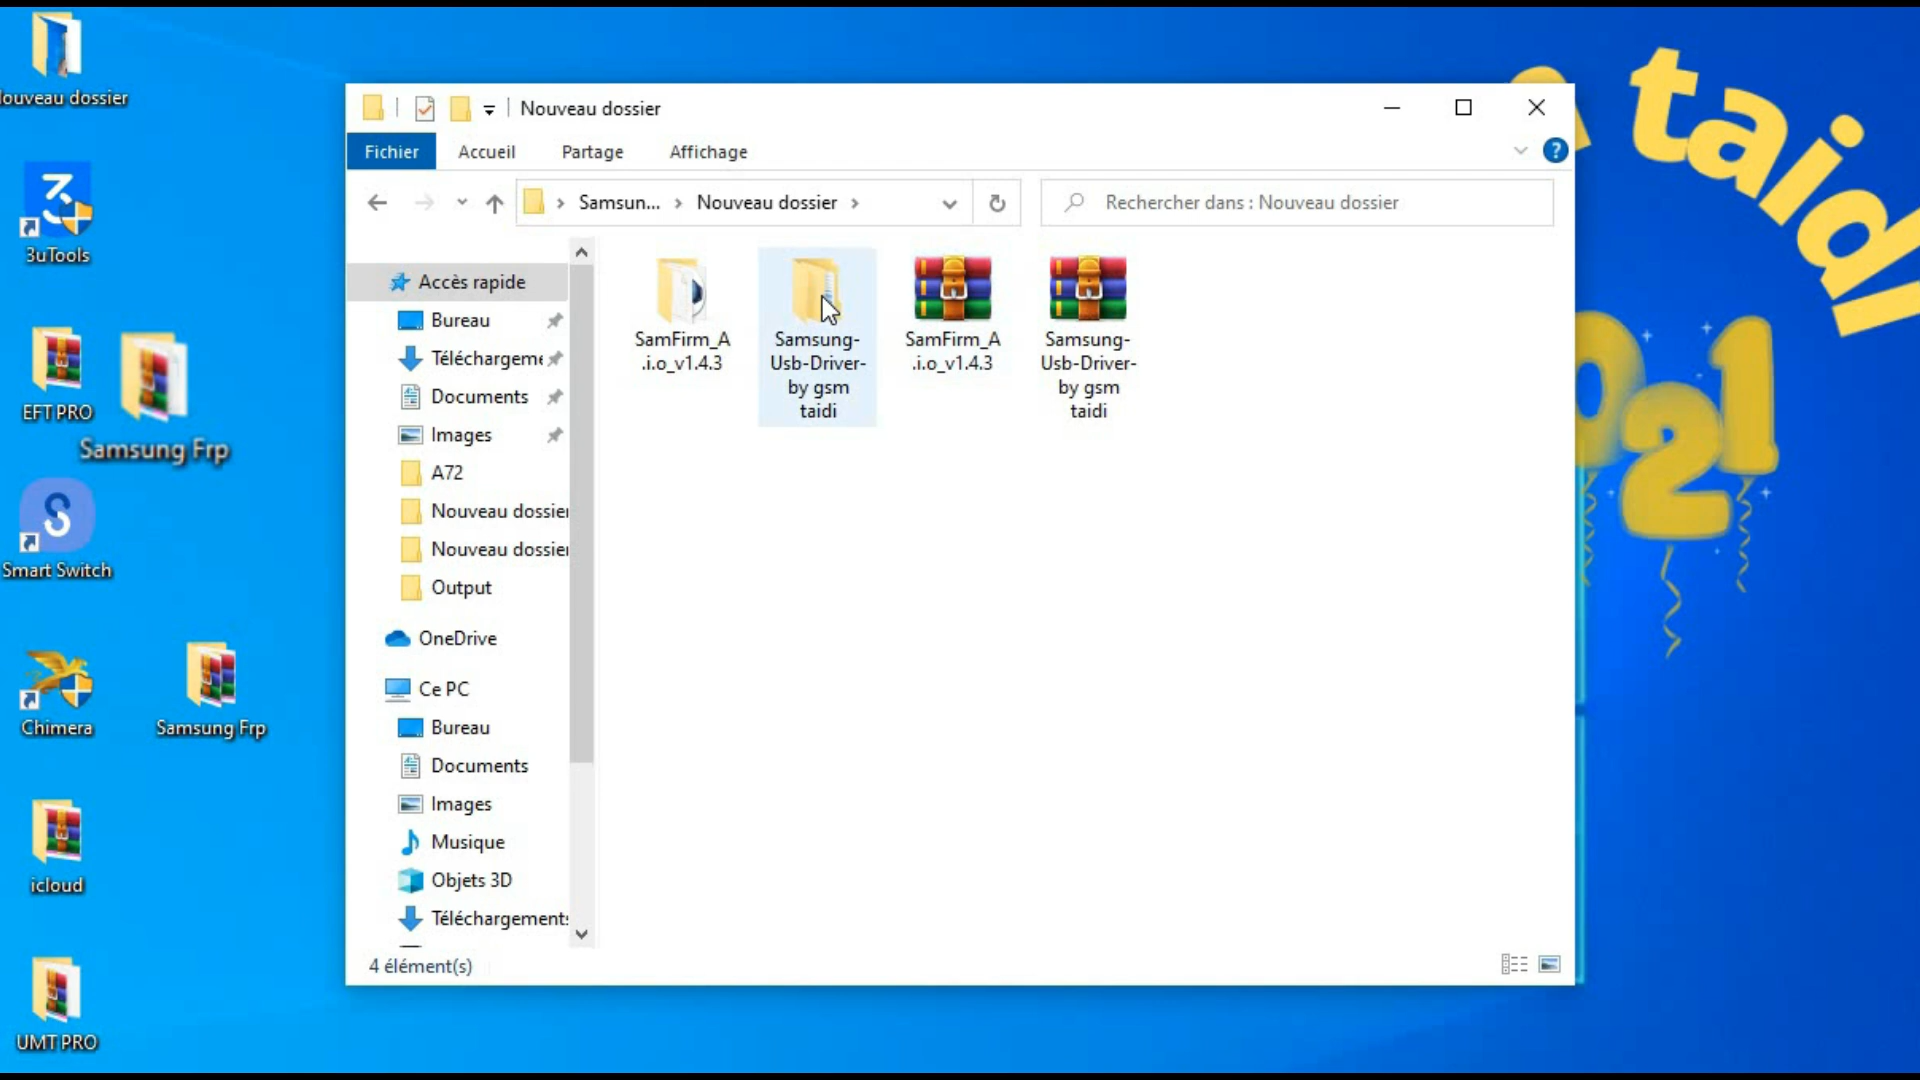 ouveau dossier
3uTools
EFT PRO
Samsung Frp
Smart Switch
Chimera
Samsung Frp
icloud
UMT PRO
Nouveau dossier
Fichier
Accueil
Partage
Affichage
?
Samsun...
Nouveau dossier
Rechercher dans : Nouveau dossier
Accès rapide
Bureau
Téléchargeme
Documents
Images
A72
Nouveau dossier
Nouveau dossier
Output
OneDrive
Ce PC
Bureau
Documents
Images
Musique
Objets 3D
Téléchargements
SamFirm_A
.i.o_v1.4.3
Samsung-
Usb-Driver-
by gsm
taidi
SamFirm_A
.i.o_v1.4.3
Samsung-
Usb-Driver-
by gsm
taidi
4 élément(s)
taidi
021